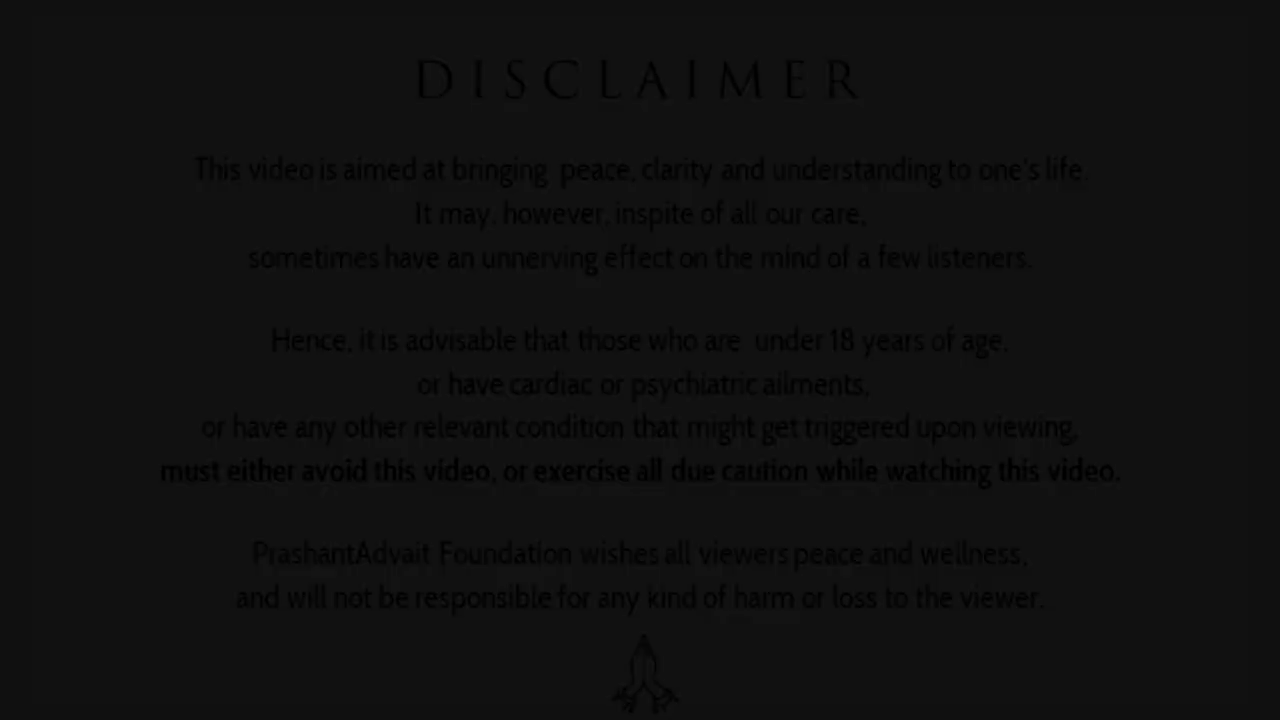 DISCLAIMER
This video is aimed at bringing peace, clarity and understanding to one's life.
It may, however, inspite of all our care,
sometimes have an unnerving effect on the mind of a few listeners.
Hence, it is advisable that those who are under 18 years of age,
or have cardiac or psychiatric ailments,
or have any other relevant condition that might get triggered upon viewing,
must either avoid this video, or exercise all due caution while watching this video.
PrashantAdvait Foundation wishes all viewers peace and wellness,
and will not be responsible for any kind of harm or loss to the viewer.